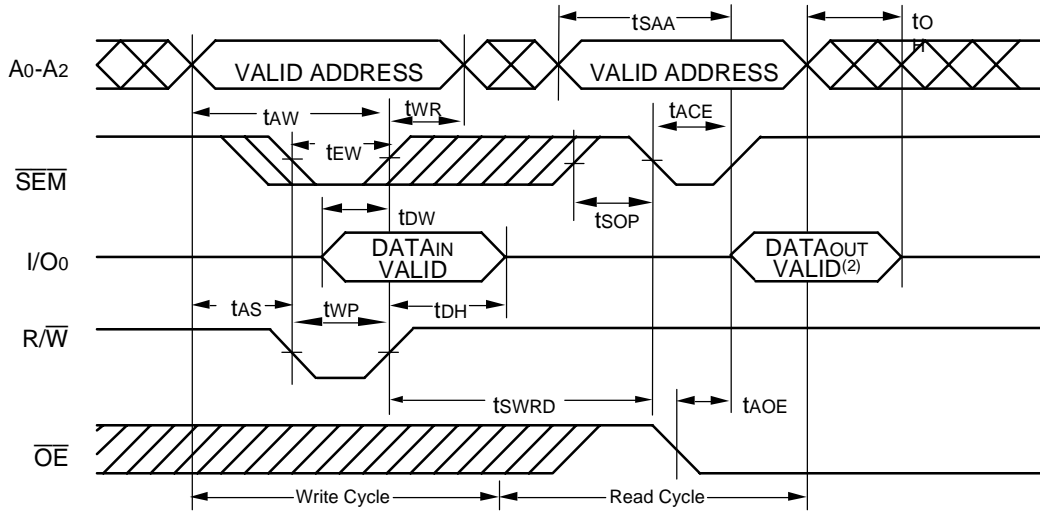 tSAA
tOH
A0-A2
VALID ADDRESS
VALID ADDRESS
tAW
tWR
tACE
tEW
SEM
tSOP
tDW
I/O0
DATAIN VALID
DATAOUT VALID(2)
tAS
tWP
tDH
R/W
tSWRD
tAOE
OE
Write Cycle
Read Cycle